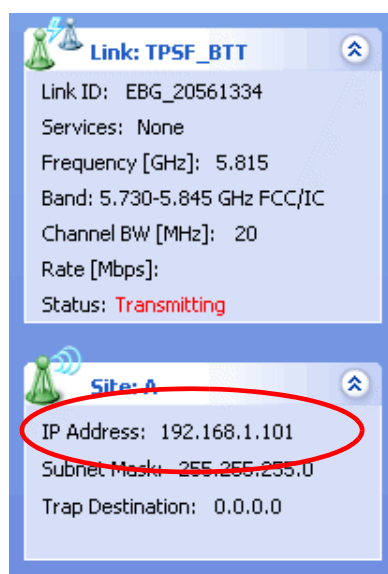 Link: TPSF_BTT
Link ID: EBG_20561334
Services: None
Frequency [GHz]: 5.815
Band: 5.730-5.845 GHz FCC/IC
Channel BW [MHz]: 20
Rate [Mbps]:
Status: Transmitting
Site: A
IP Address: 192.168.1.101
Subnet Mask: 255.255.255.0
Trap Destination: 0.0.0.0